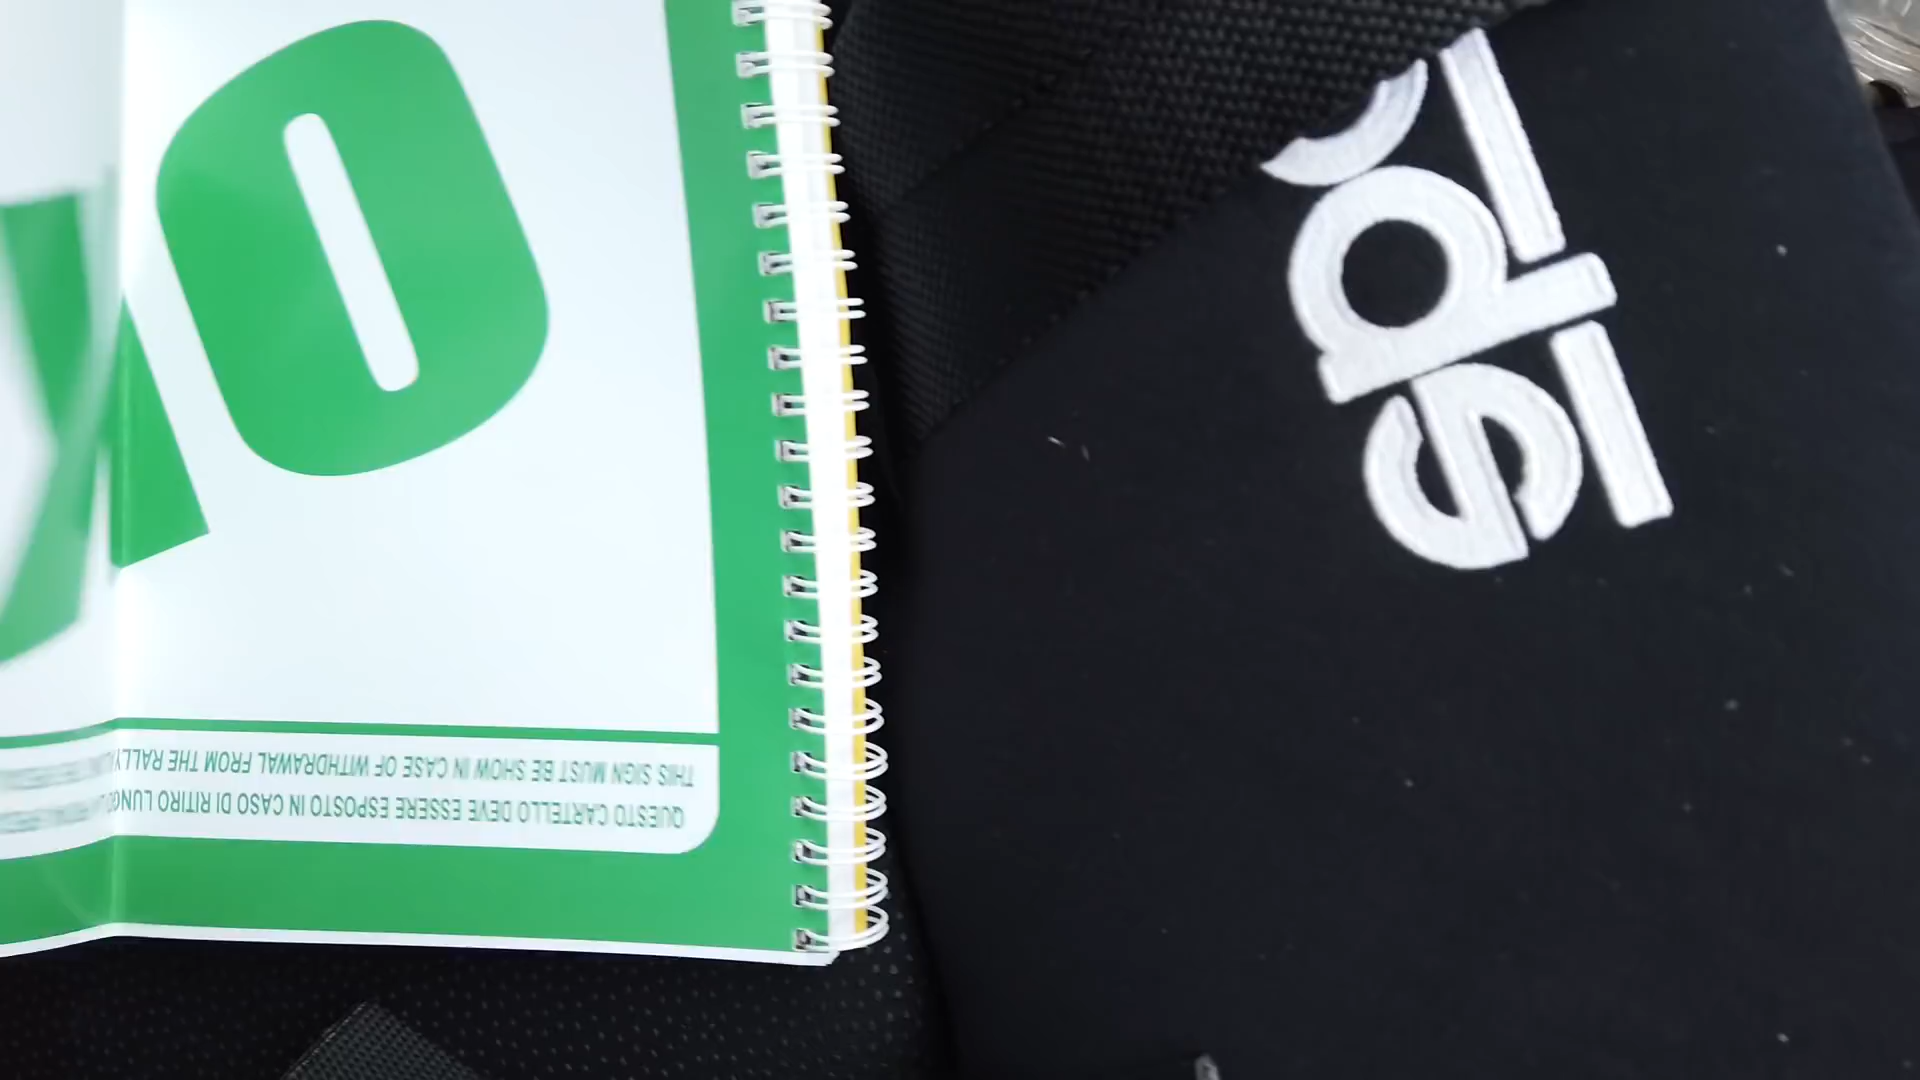 QUESTO CARTELLO DEVE ESSERE ESPOSTO IN CASO DI RITIRO LUNGO
THIS SIGN MUST BE SHOW IN CASE OF WITHDRAWAL FROM THE RALLY
OK